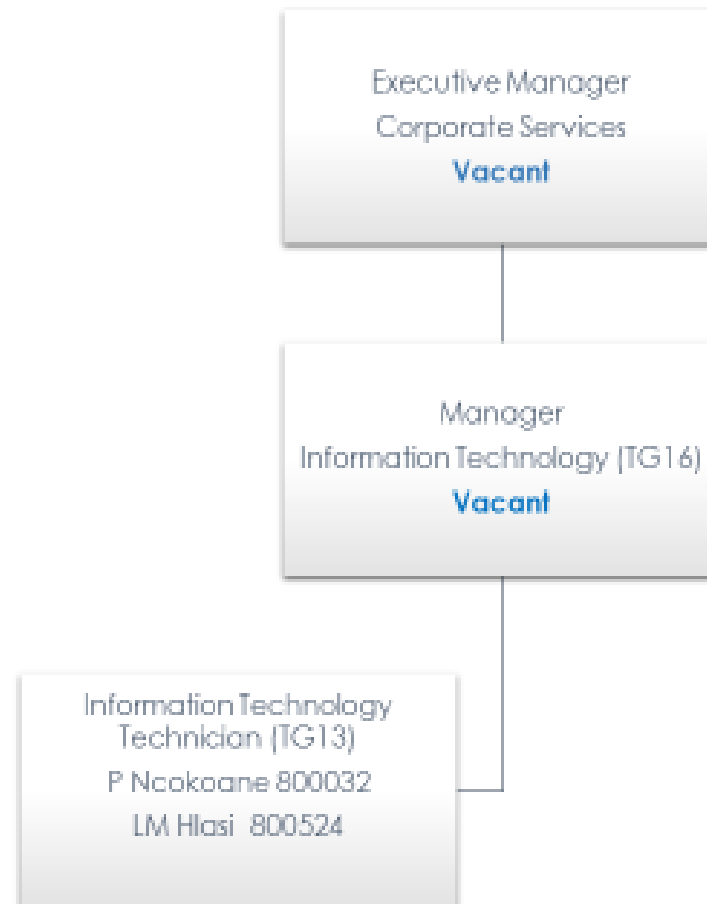 Executive Manager
Corporate Services
Vacant
Manager
Information Technology (TG16)
Vacant
Information Technology
Technician (TG13)
P Ncokoane 800032
LM Hlasi 800524